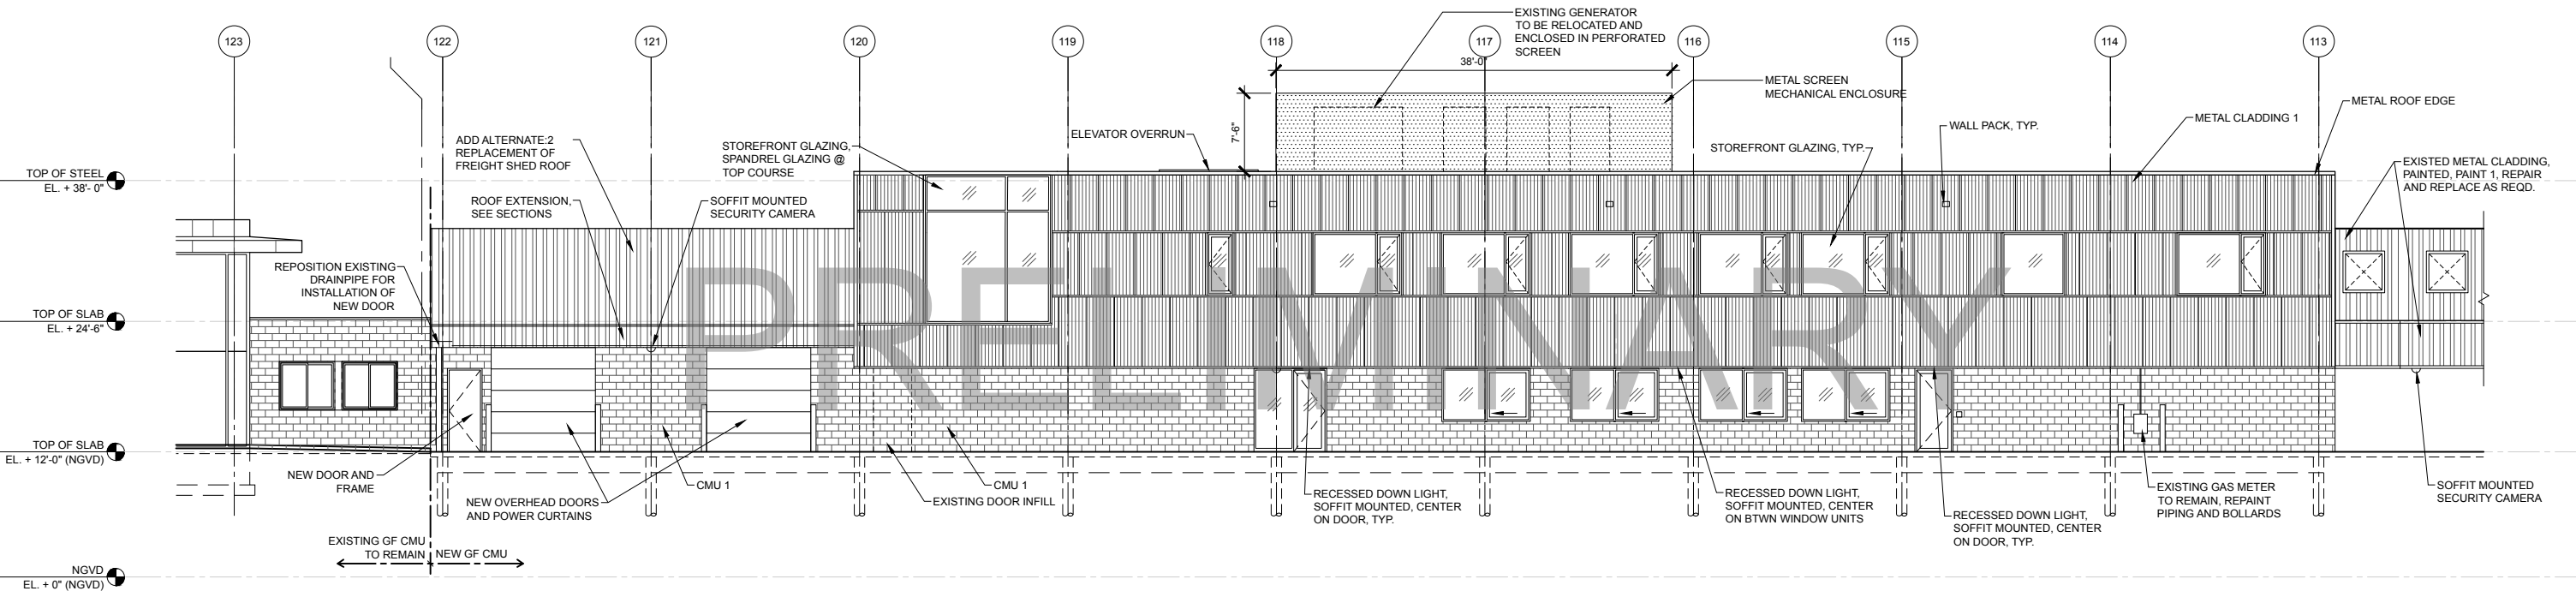 123
122
121
120
119
118
117
116
115
114
113
EXISTING GENERATOR
TO BE RELOCATED AND
ENCLOSED IN PERFORATED
SCREEN
38'-0"
METAL SCREEN
MECHANICAL ENCLOSURE
7'-6"
METAL ROOF EDGE
METAL CLADDING 1
WALL PACK, TYP.
STOREFRONT GLAZING, TYP.
ELEVATOR OVERRUN
ADD ALTERNATE:2
REPLACEMENT OF
FREIGHT SHED ROOF
STOREFRONT GLAZING,
SPANDREL GLAZING @
TOP COURSE
EXISTED METAL CLADDING,
PAINTED, PAINT 1, REPAIR
AND REPLACE AS REQD.
TOP OF STEEL
EL. + 38'- 0"
ROOF EXTENSION,
SEE SECTIONS
SOFFIT MOUNTED
SECURITY CAMERA
REPOSITION EXISTING
DRAINPIPE FOR
INSTALLATION OF
NEW DOOR
PRELIMINARY
TOP OF SLAB
EL. + 24'-6"
TOP OF SLAB
EL. + 12'-0" (NGVD)
NEW DOOR AND
FRAME
NEW OVERHEAD DOORS
AND POWER CURTAINS
CMU 1
CMU 1
EXISTING DOOR INFILL
RECESSED DOWN LIGHT,
SOFFIT MOUNTED, CENTER
ON DOOR, TYP.
RECESSED DOWN LIGHT,
SOFFIT MOUNTED, CENTER
ON BTWN WINDOW UNITS
RECESSED DOWN LIGHT,
SOFFIT MOUNTED, CENTER
ON DOOR, TYP.
EXISTING GAS METER
TO REMAIN, REPAINT
PIPING AND BOLLARDS
SOFFIT MOUNTED
SECURITY CAMERA
EXISTING GF CMU
TO REMAIN
NEW GF CMU
NGVD
EL. + 0" (NGVD)